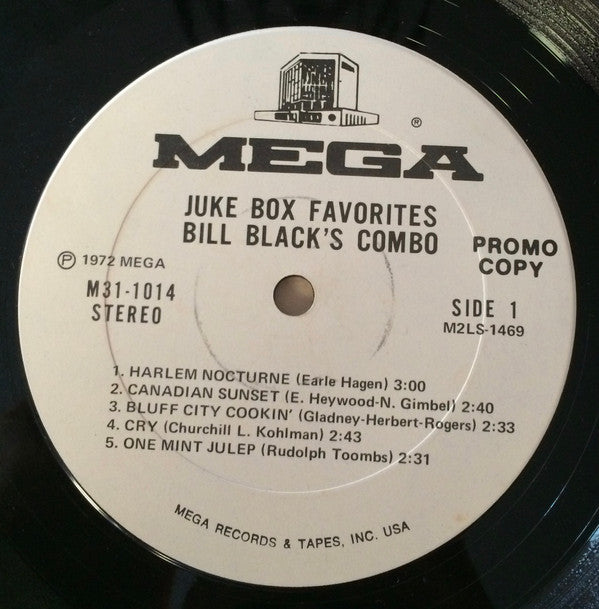 ®
MEGA
JUKE BOX FAVORITES
BILL BLACK'S COMBO
PROMO
COPY
℗ 1972 MEGA
M31-1014
STEREO
SIDE 1
M2LS-1469
1. HARLEM NOCTURNE (Earle Hagen) 3:00
2. CANADIAN SUNSET (E. Heywood-N. Gimbel) 2:40
3. BLUFF CITY COOKIN' (Gladney-Herbert-Rogers) 2:33
4. CRY (Churchill L. Kohlman) 2:43
5. ONE MINT JULEP (Rudolph Toombs) 2:31
MEGA RECORDS & TAPES, INC. USA